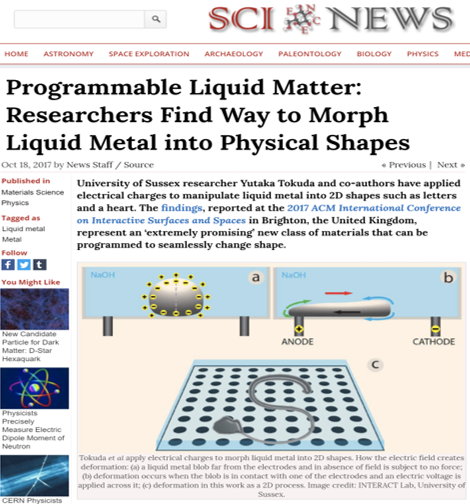 SCI EINCE NEWS
HOME ASTRONOMY SPACE EXPLORATION ARCHAEOLOGY PALEONTOLOGY BIOLOGY PHYSICS MED
Programmable Liquid Matter:
Researchers Find Way to Morph
Liquid Metal into Physical Shapes
Oct 18, 2017 by News Staff / Source
« Previous | Next »
Published in
Materials Science
Physics
Tagged as
Liquid metal
Metal
Follow
f
t
You Might Like
New Candidate
Particle for Dark
Matter: D-Star
Hexaquark
Physicists
Precisely
Measure Electric
Dipole Moment of
Neutron
CERN Physicists
University of Sussex researcher Yutaka Tokuda and co-authors have applied
electrical charges to manipulate liquid metal into 2D shapes such as letters
and a heart. The findings, reported at the 2017 ACM International Conference
on Interactive Surfaces and Spaces in Brighton, the United Kingdom,
represent an ‘extremely promising’ new class of materials that can be
programmed to seamlessly change shape.
NaOH
a
NaOH
b
ANODE
CATHODE
c
Tokuda et al apply electrical charges to morph liquid metal into 2D shapes. How the electric field creates
deformation: (a) a liquid metal blob far from the electrodes and in absence of field is subject to no force;
(b) deformation occurs when the blob is in contact with one of the electrodes and an electric voltage is
applied across it; (c) deformation in this work as a 2D process. Image credit: INTERACT Lab, University of
Sussex.